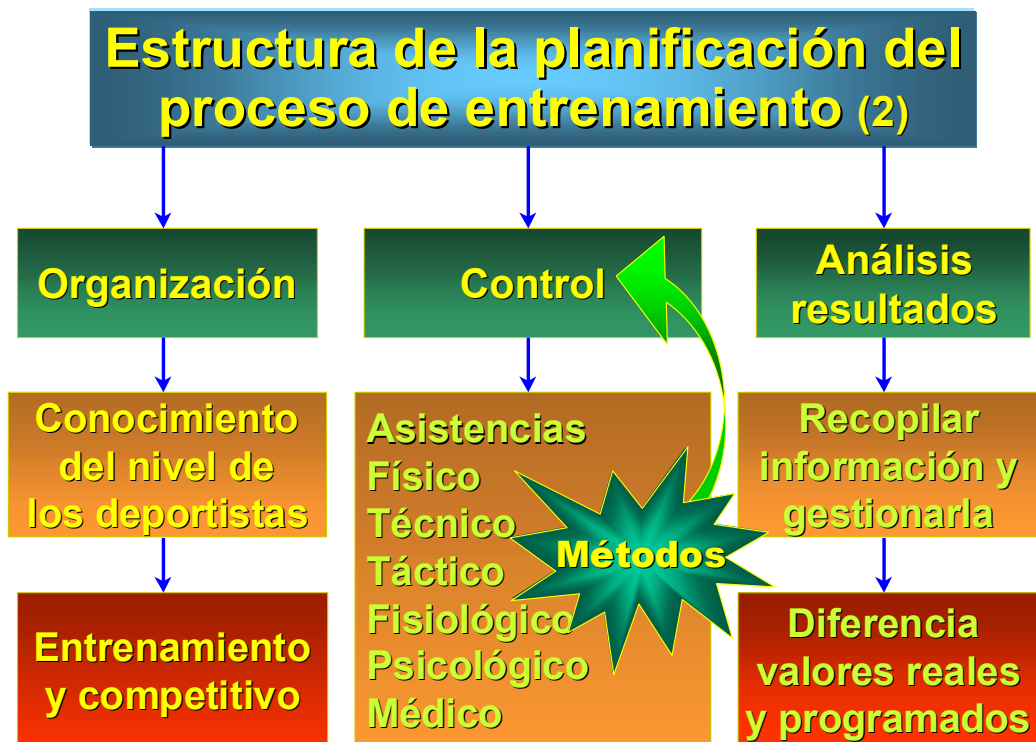 Estructura de la planificación del
proceso de entrenamiento (2)
Organización
Control
Análisis
resultados
Conocimiento
del nivel de
los deportistas
Asistencias
Físico
Técnico
Táctico
Fisiológico
Psicológico
Médico
Métodos
Recopilar
información y
gestionarla
Entrenamiento
y competitivo
Diferencia
valores reales
y programados